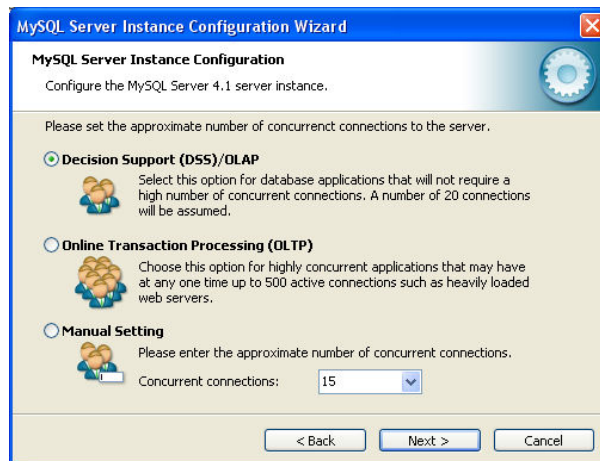 MySQL Server Instance Configuration Wizard
MySQL Server Instance Configuration
Configure the MySQL Server 4.1 server instance.
Please set the approximate number of concurrenct connections to the server.
Decision Support (DSS)/OLAP
Select this option for database applications that will not require a
high number of concurrent connections. A number of 20 connections
will be assumed.
Online Transaction Processing (OLTP)
Choose this option for highly concurrent applications that may have
at any one time up to 500 active connections such as heavily loaded
web servers.
Manual Setting
Please enter the approximate number of concurrent connections.
Concurrent connections: 15
< Back Next > Cancel